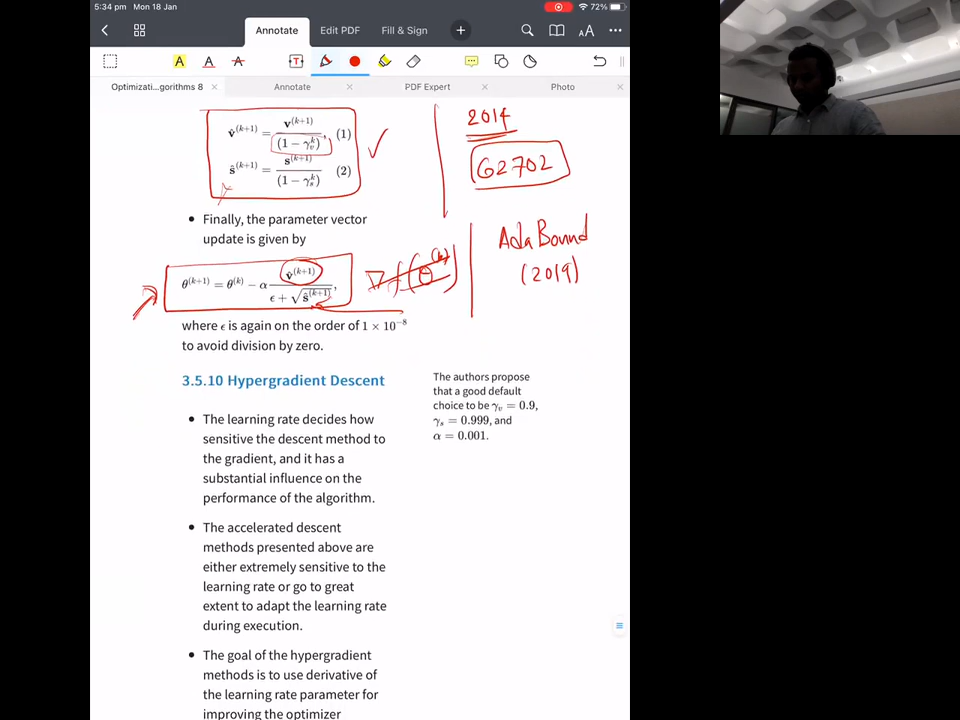 5:34 pm Mon 18 Jan
72%
Annotate
Edit PDF
Fill & Sign
AA
A A A T
Optimizati...gorithms 8
Annotate
PDF Expert
Photo
v̂^(k+1) = v^(k+1) / (1 − γ_v^k), (1)
ŝ^(k+1) = s^(k+1) / (1 − γ_s^k) (2)
2014
62702
• Finally, the parameter vector
update is given by
θ^(k+1) = θ^(k) − α v̂^(k+1) / (ϵ + √ŝ^(k+1)),
∇f(θ^(k))
AdaBound
(2019)
where ϵ is again on the order of 1 × 10^−8
to avoid division by zero.
3.5.10 Hypergradient Descent
The authors propose
that a good default
choice to be γ_v = 0.9,
γ_s = 0.999, and
α = 0.001.
• The learning rate decides how
sensitive the descent method to
the gradient, and it has a
substantial influence on the
performance of the algorithm.
• The accelerated descent
methods presented above are
either extremely sensitive to the
learning rate or go to great
extent to adapt the learning rate
during execution.
• The goal of the hypergradient
methods is to use derivative of
the learning rate parameter for
improving the optimizer